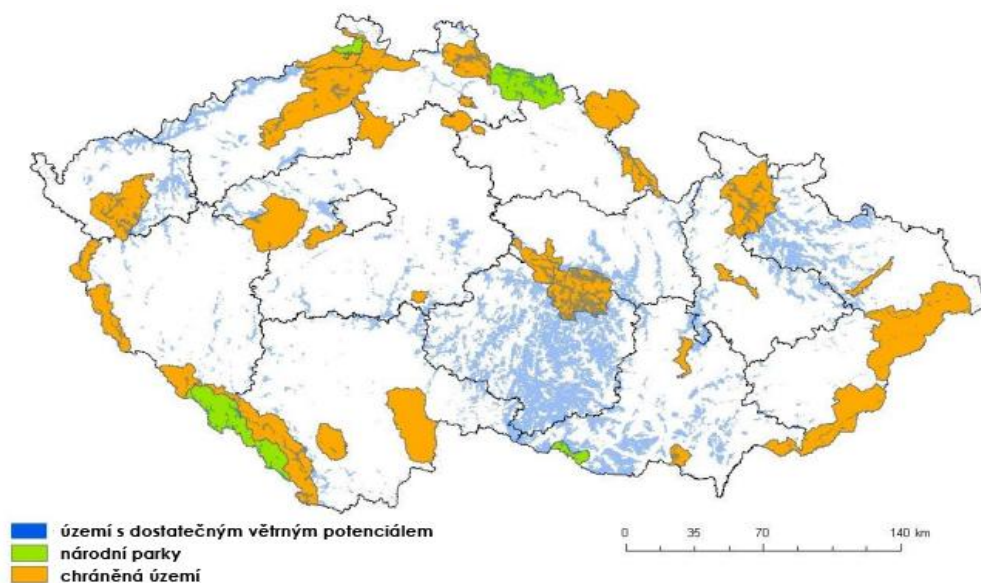 území s dostatečným větrným potenciálem
národní parky
chráněná území
0 35 70 140 km